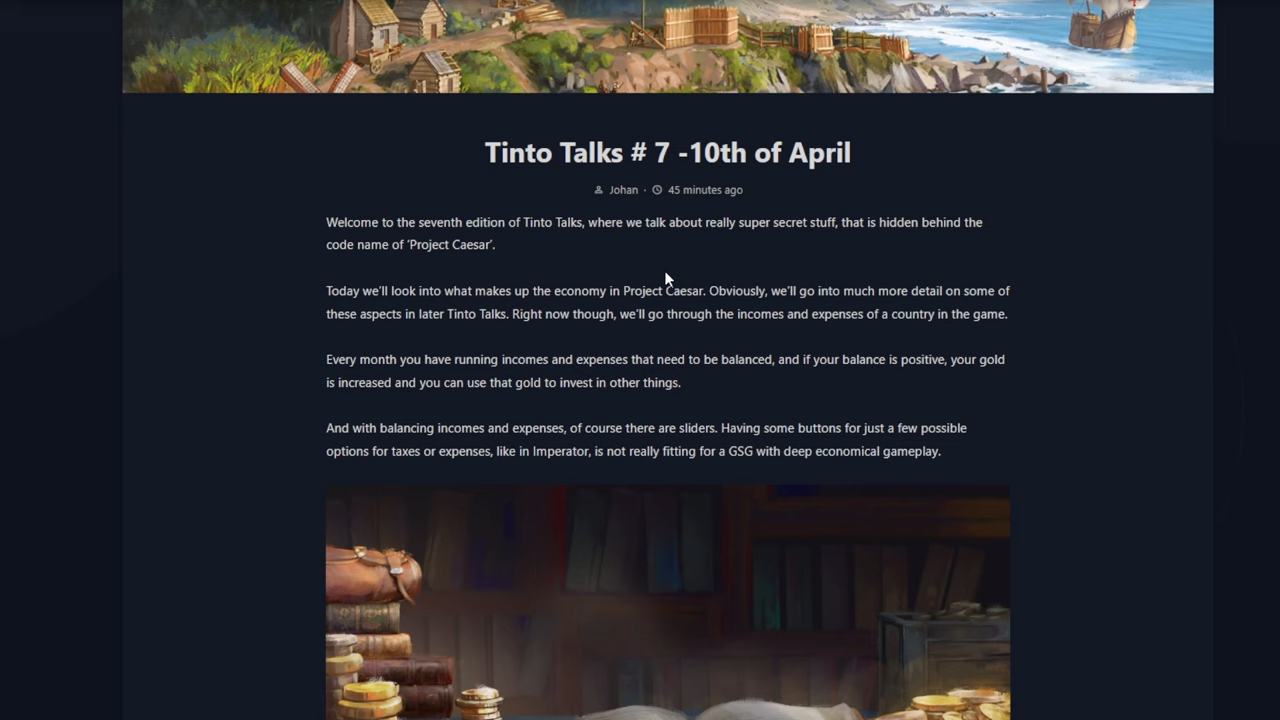 Tinto Talks # 7 -10th of April
Johan · 45 minutes ago
Welcome to the seventh edition of Tinto Talks, where we talk about really super secret stuff, that is hidden behind the
code name of 'Project Caesar'.
Today we'll look into what makes up the economy in Project Caesar. Obviously, we'll go into much more detail on some of
these aspects in later Tinto Talks. Right now though, we'll go through the incomes and expenses of a country in the game.
Every month you have running incomes and expenses that need to be balanced, and if your balance is positive, your gold
is increased and you can use that gold to invest in other things.
And with balancing incomes and expenses, of course there are sliders. Having some buttons for just a few possible
options for taxes or expenses, like in Imperator, is not really fitting for a GSG with deep economical gameplay.